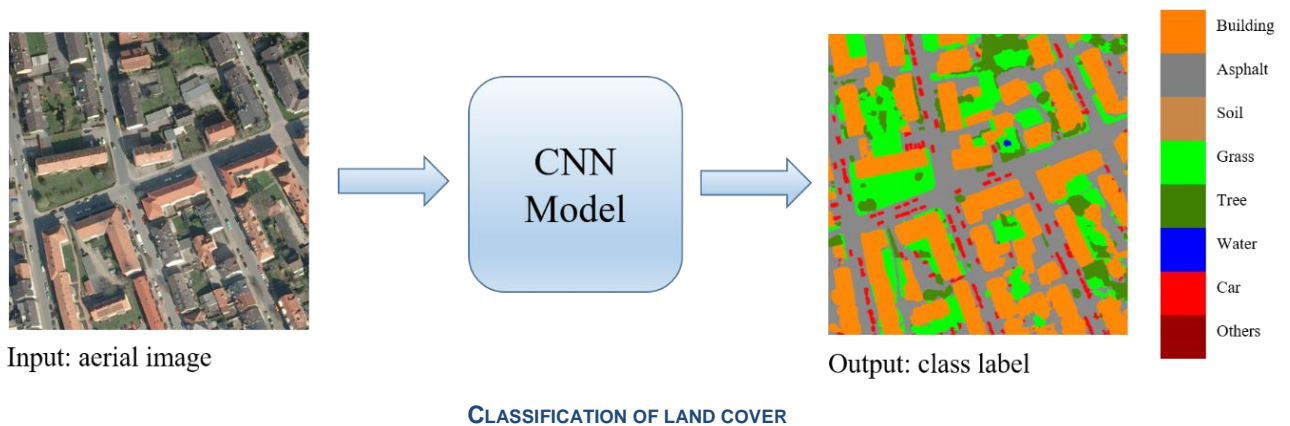 Building
Asphalt
Soil
Grass
Tree
Water
Car
Others
CNN
Model
Input: aerial image
Output: class label
CLASSIFICATION OF LAND COVER